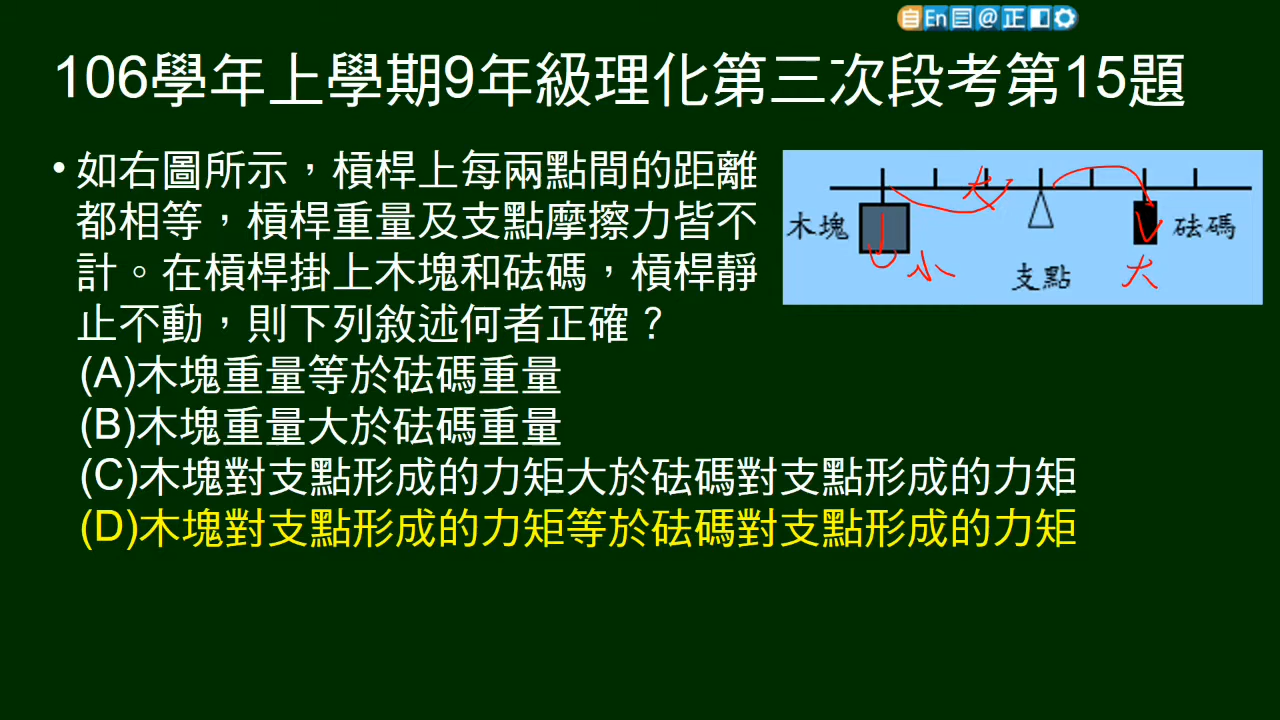 自 En @ 正
106學年上學期9年級理化第三次段考第15題
• 如右圖所示，槓桿上每兩點間的距離
都相等，槓桿重量及支點摩擦力皆不
計。在槓桿掛上木塊和砝碼，槓桿靜
止不動，則下列敘述何者正確？
(A)木塊重量等於砝碼重量
(B)木塊重量大於砝碼重量
(C)木塊對支點形成的力矩大於砝碼對支點形成的力矩
(D)木塊對支點形成的力矩等於砝碼對支點形成的力矩
木塊
支點
砝碼
小
大